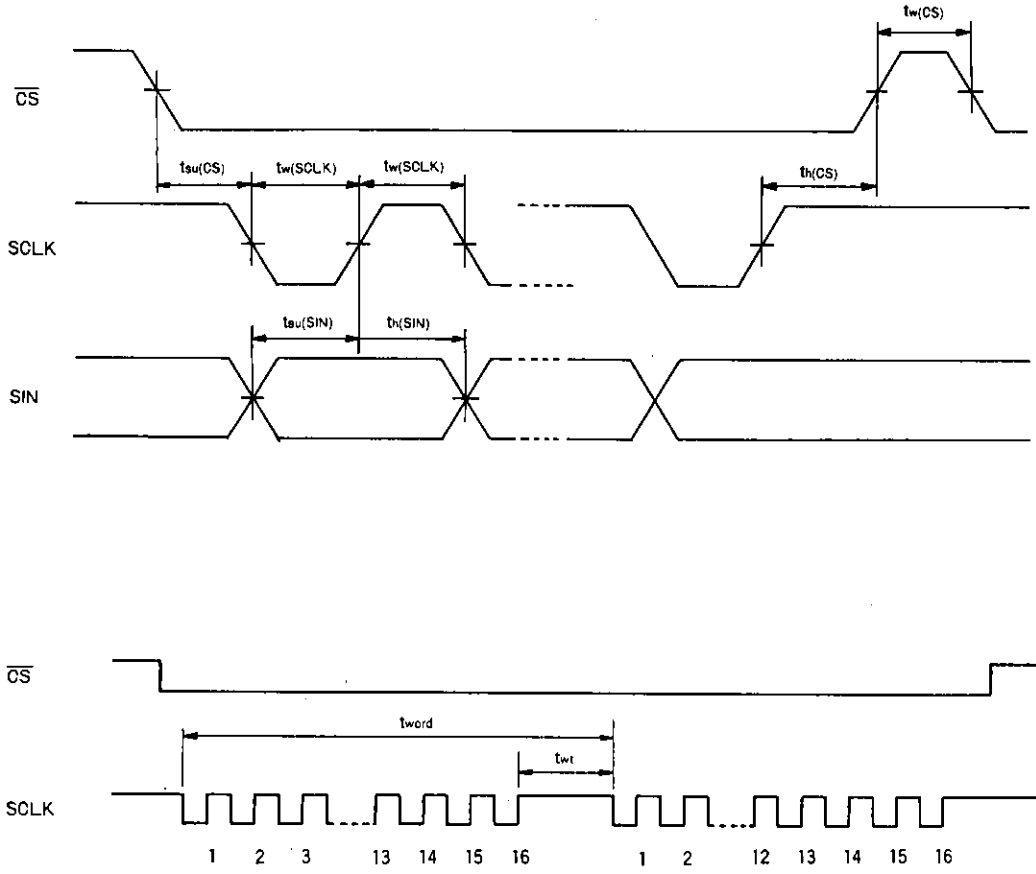 tw(CS)
CS
tsu(CS) tw(SCLK) tw(SCLK) th(CS)
SCLK
tsu(SIN) th(SIN)
SIN
CS
tword
twt
SCLK
1 2 3 13 14 15 16 1 2 12 13 14 15 16